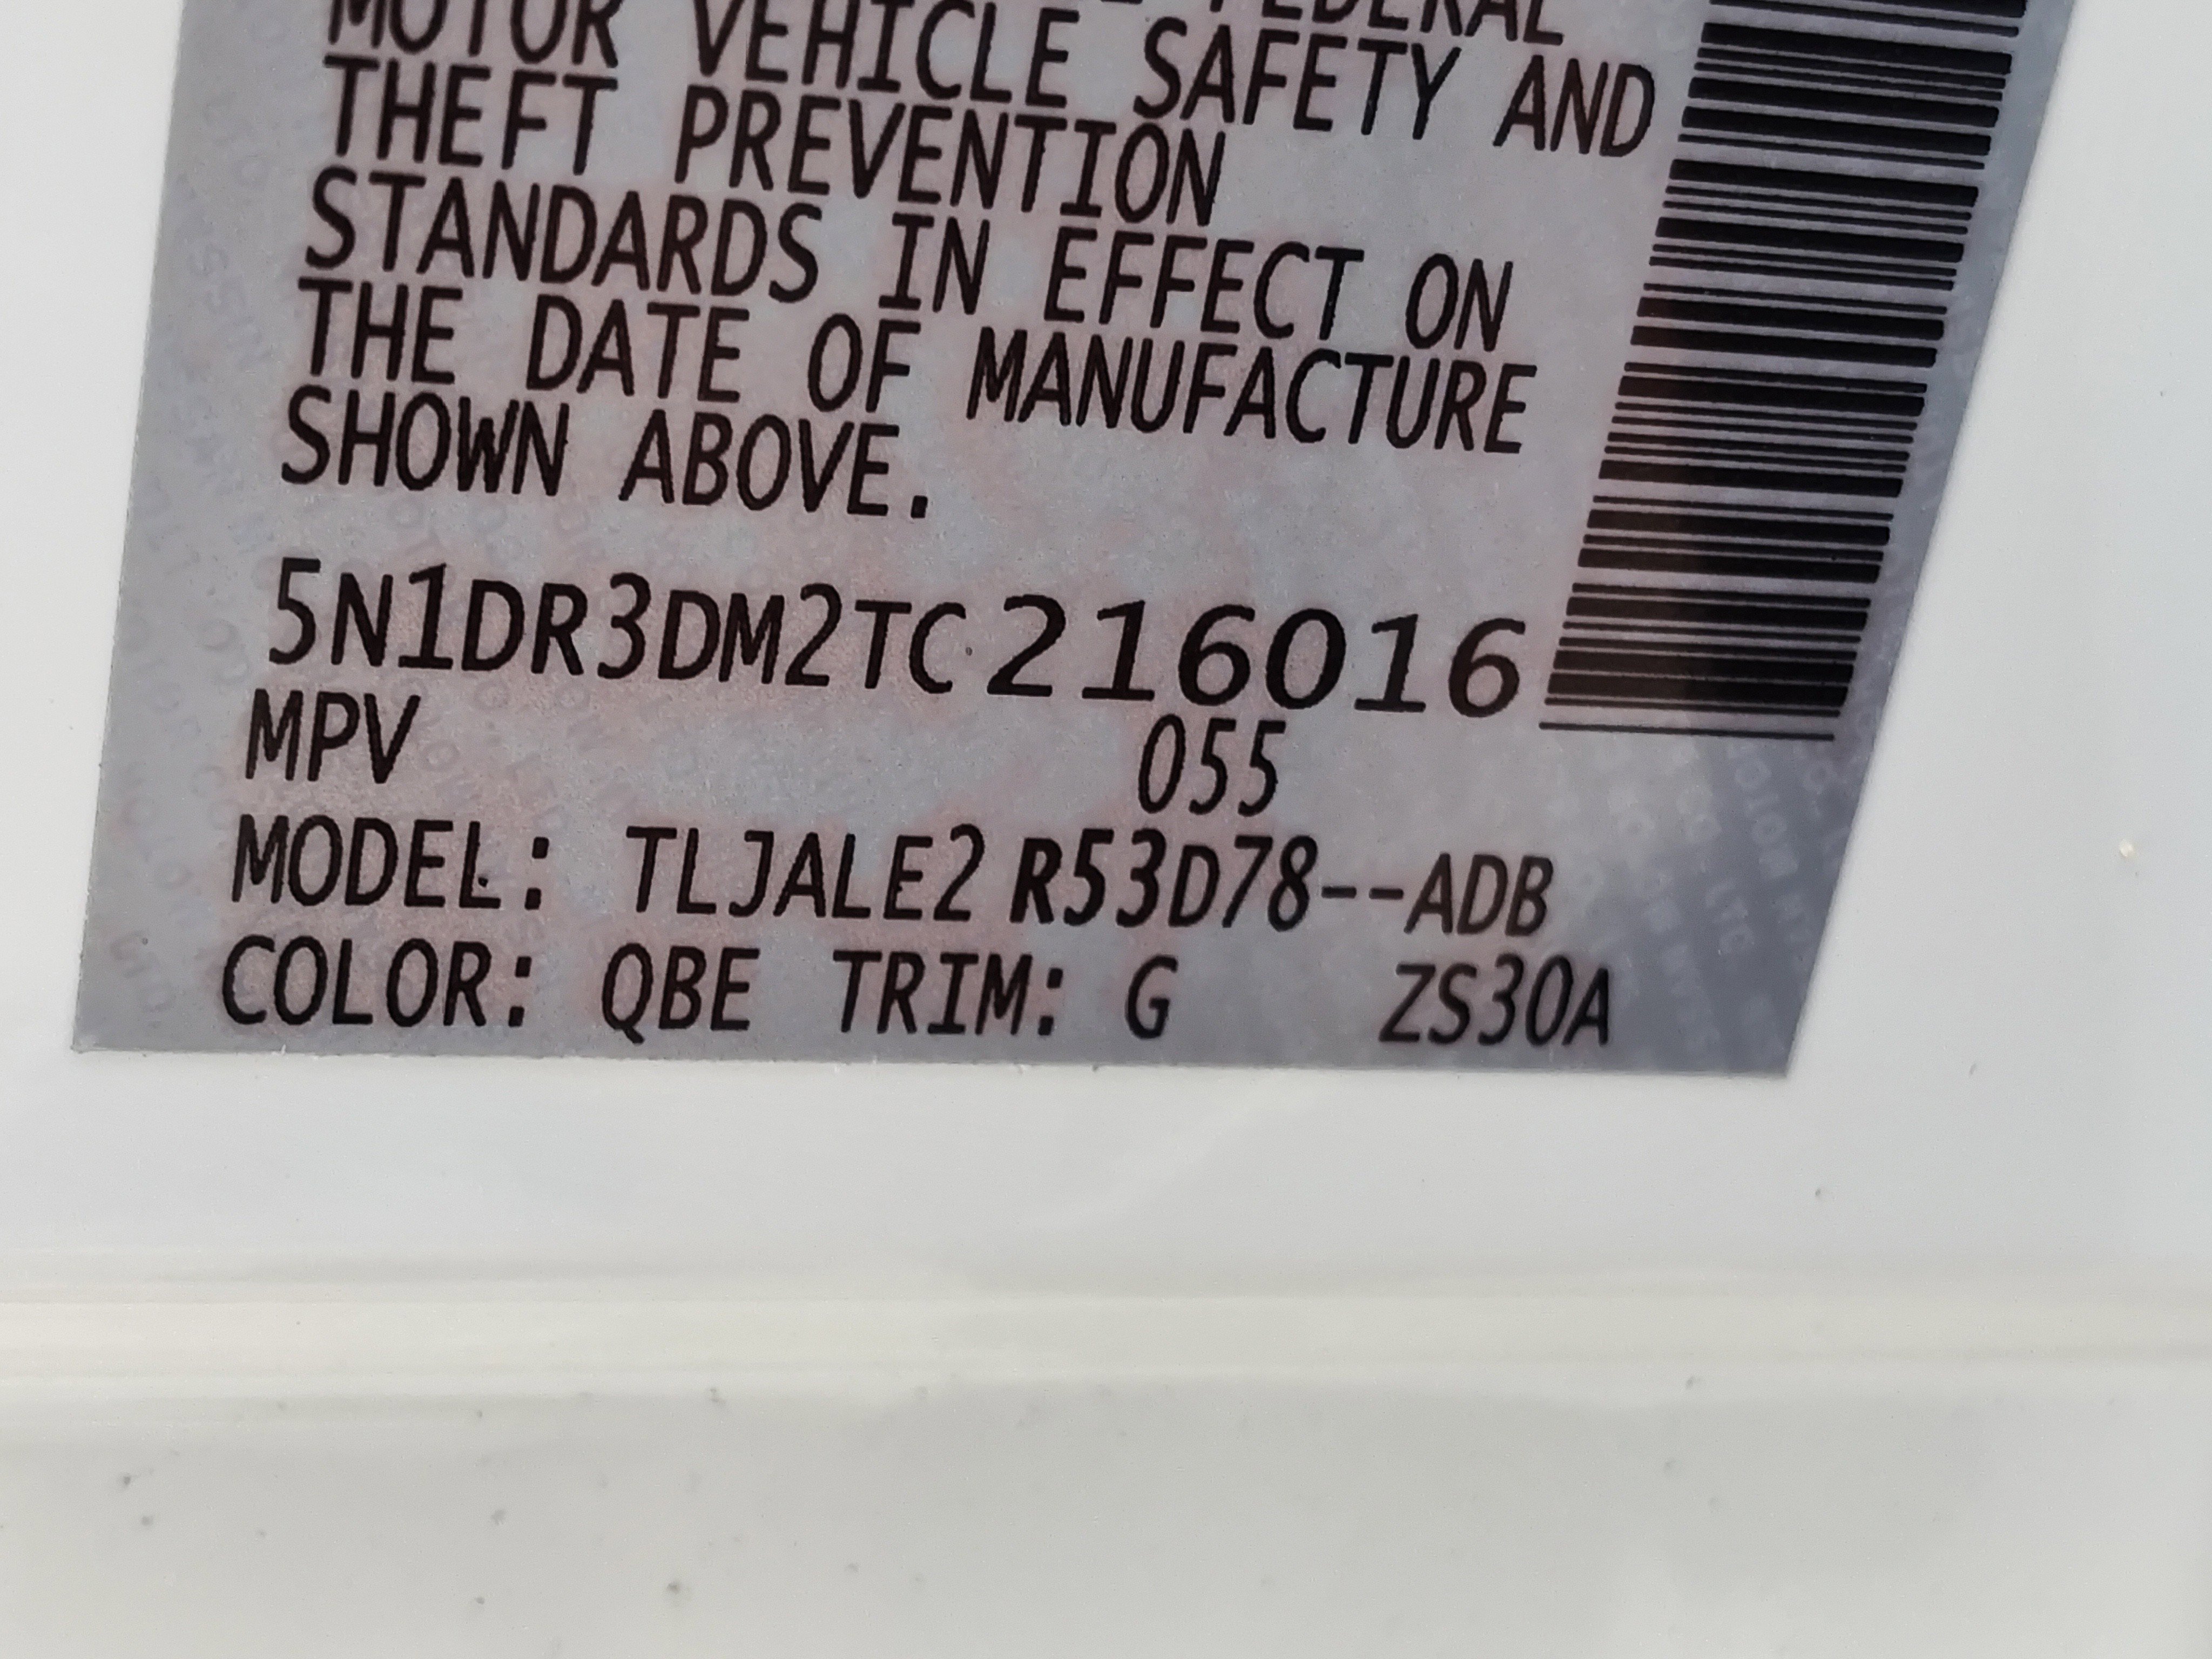 FEDERAL
MOTOR VEHICLE SAFETY AND
THEFT PREVENTION
STANDARDS IN EFFECT ON
THE DATE OF MANUFACTURE
SHOWN ABOVE.
5N1DR3DM2TC216016
MPV 055
MODEL: TLJALE2 R53D78--ADB
COLOR: QBE TRIM: G ZS30A